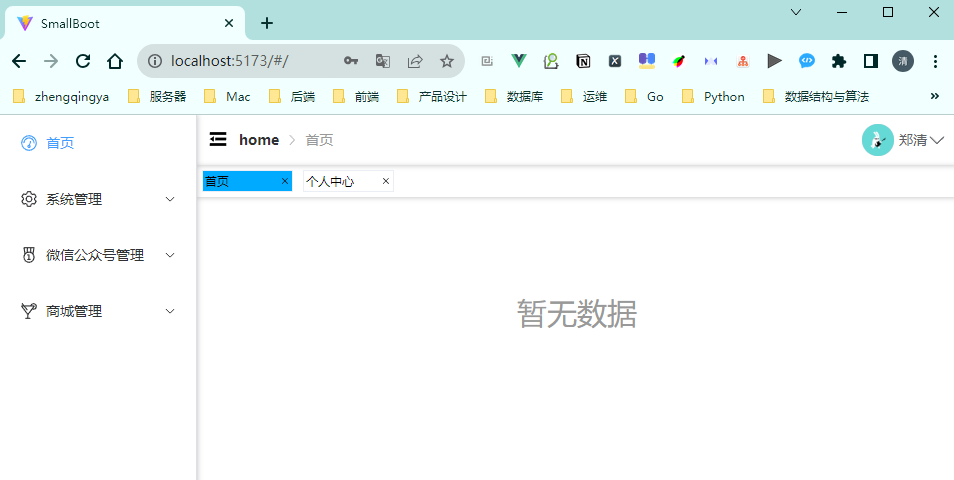 SmallBoot
localhost:5173/#/
清
zhengqingya 服务器 Mac 后端 前端 产品设计 数据库 运维 Go Python 数据结构与算法 »
首页
系统管理
微信公众号管理
商城管理
home 首页
郑清
首页 个人中心
暂无数据